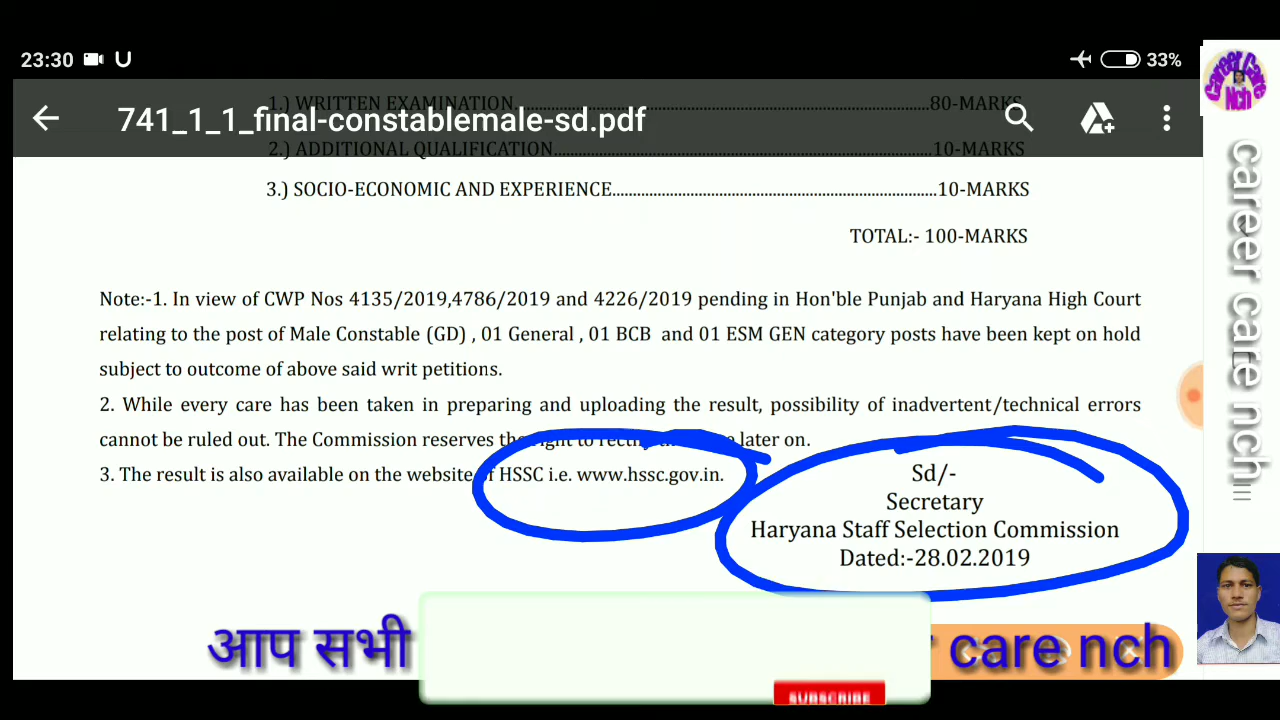 23:30 33%
1.) WRITTEN EXAMINATION.....80-MARKS
741_1_1_final-constablemale-sd.pdf
2.) ADDITIONAL QUALIFICATION.....10-MARKS
3.) SOCIO-ECONOMIC AND EXPERIENCE.....10-MARKS
TOTAL:- 100-MARKS
Note:-1. In view of CWP Nos 4135/2019,4786/2019 and 4226/2019 pending in Hon'ble Punjab and Haryana High Court
relating to the post of Male Constable (GD) , 01 General , 01 BCB and 01 ESM GEN category posts have been kept on hold
subject to outcome of above said writ petitions.
2. While every care has been taken in preparing and uploading the result, possibility of inadvertent/technical errors
cannot be ruled out. The Commission reserves the right to rectify later on.
3. The result is also available on the website of HSSC i.e. www.hssc.gov.in.
Sd/-
Secretary
Haryana Staff Selection Commission
Dated:-28.02.2019
आप सभी care nch
SUBSCRIBE
Career Care Nch
career care nch